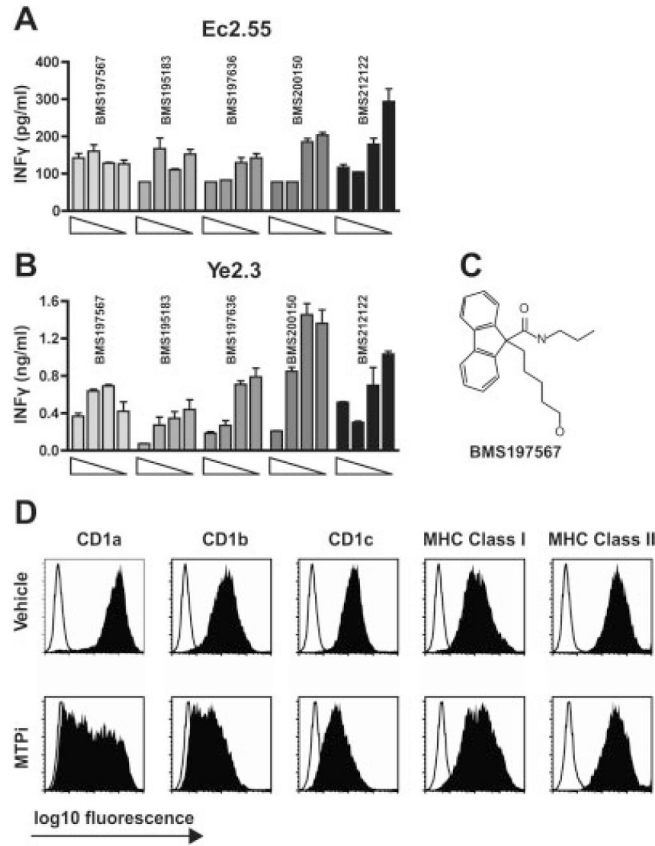 A
Ec2.55
INFγ (pg/ml)
400
300
200
100
0
BMS197567
BMS195183
BMS197636
BMS200150
BMS212122
B
Ye2.3
INFγ (ng/ml)
1.6
1.2
0.8
0.4
0.0
BMS197567
BMS195183
BMS197636
BMS200150
BMS212122
C
O
N
O
BMS197567
D
CD1a
CD1b
CD1c
MHC Class I
MHC Class II
Vehicle
MTPi
log10 fluorescence